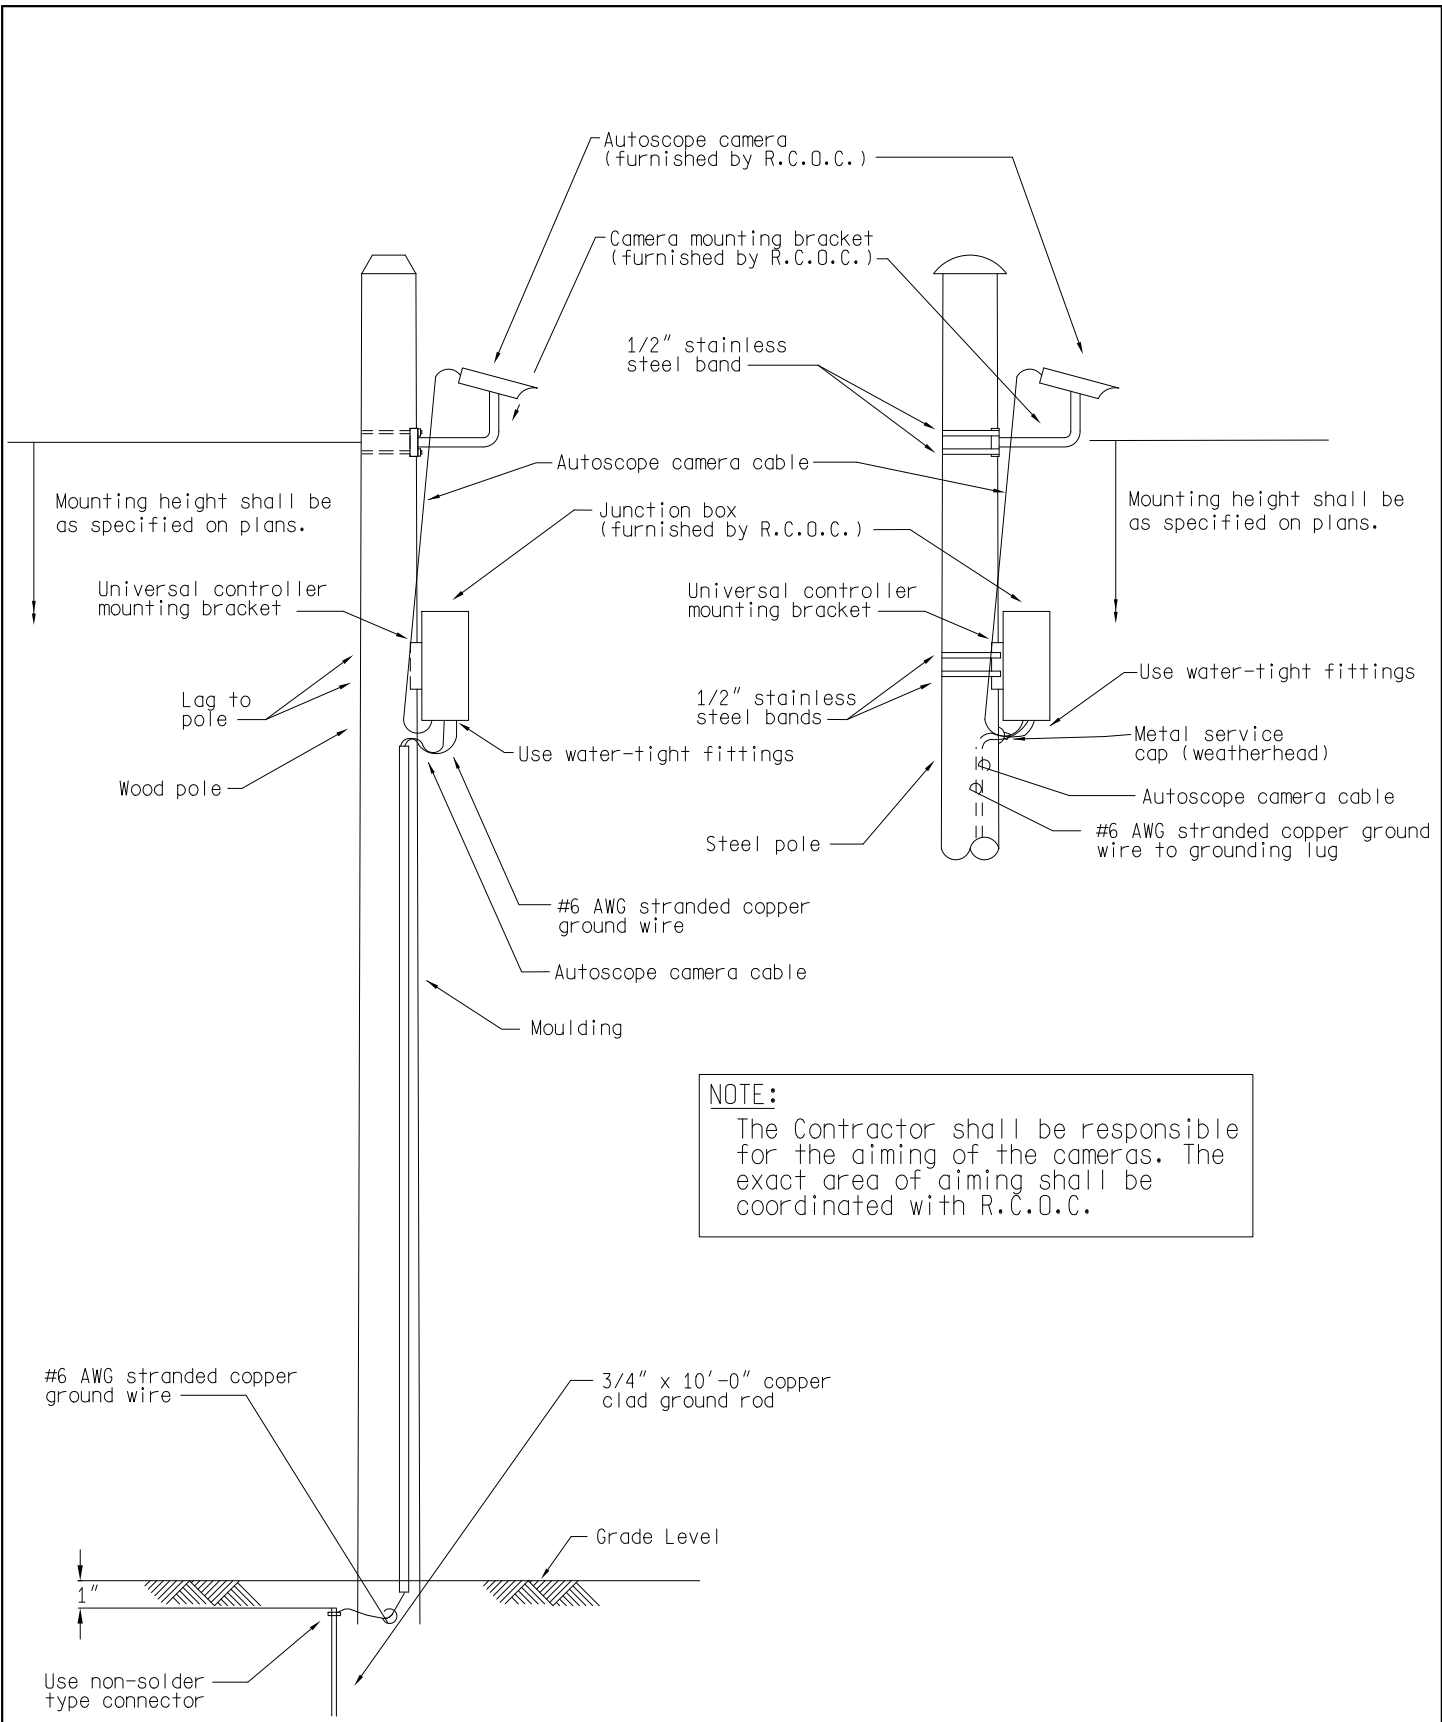 Autoscope camera
(furnished by R.C.O.C.)
Camera mounting bracket
(furnished by R.C.O.C.)
1/2" stainless
steel band
Autoscope camera cable
Mounting height shall be
as specified on plans.
Mounting height shall be
as specified on plans.
Junction box
(furnished by R.C.O.C.)
Universal controller
mounting bracket
Universal controller
mounting bracket
Lag to
pole
1/2" stainless
steel bands
Use water-tight fittings
Use water-tight fittings
Metal service
cap (weatherhead)
Wood pole
Autoscope camera cable
Steel pole
#6 AWG stranded copper ground
wire to grounding lug
#6 AWG stranded copper
ground wire
Autoscope camera cable
Moulding
NOTE:
The Contractor shall be responsible
for the aiming of the cameras. The
exact area of aiming shall be
coordinated with R.C.O.C.
#6 AWG stranded copper
ground wire
3/4" x 10'-0" copper
clad ground rod
Grade Level
1"
Use non-solder
type connector